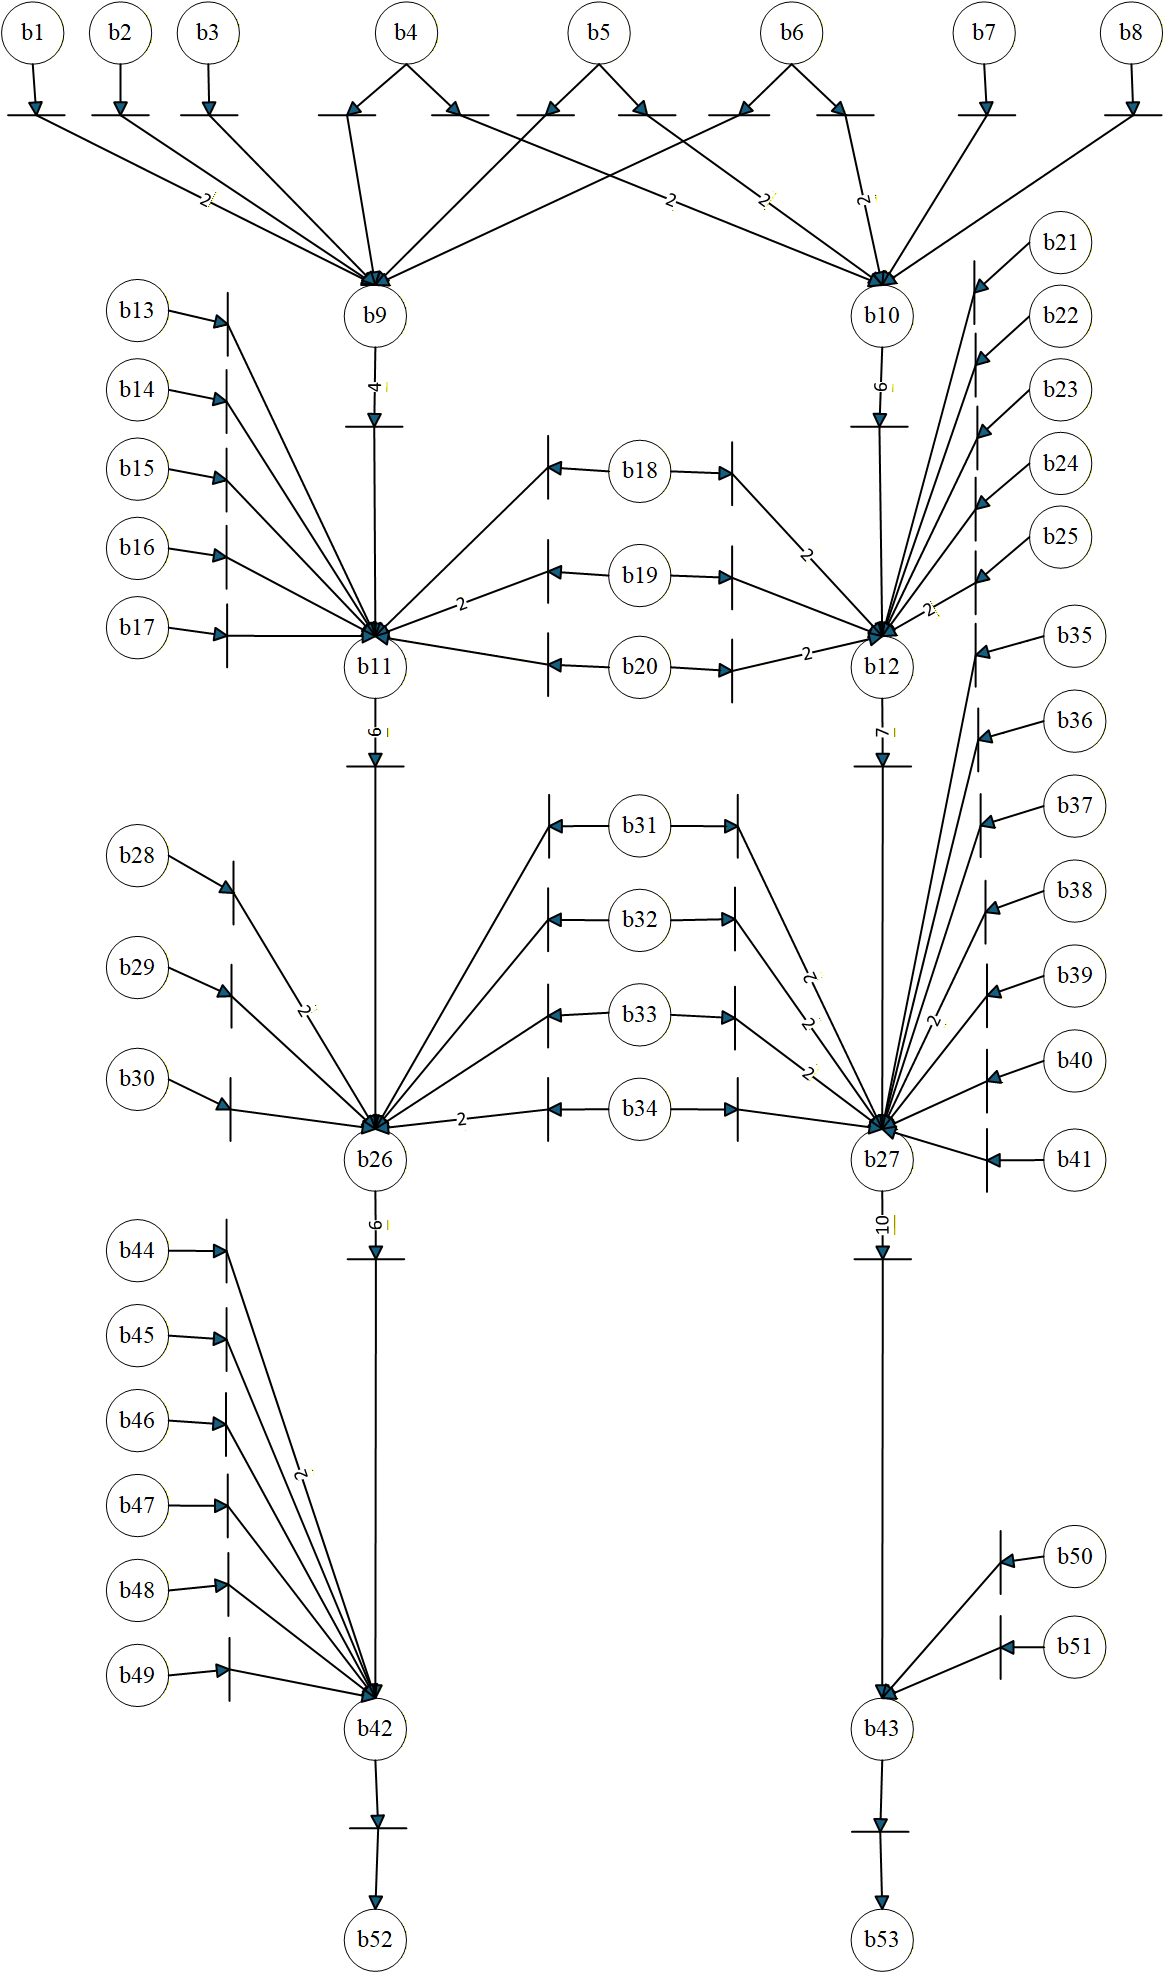 b1 b2 b3 b4 b5 b6 b7 b8
2 2 2 2
b21
b13 b9 b10 b22
4 6
b14 b23
b15 b18 b24
b16 2 b25
b19
2 2
b17 b35
b11 b20 2 b12
6 7
b36
b37
b28 b31
b38
b32
b29 2 b39
2 2
b33 2
b30 2 b40
b34
2
b26 b27 b41
6 10
b44
b45
b46
2
b47
b50
b48
b51
b49
b42 b43
b52 b53